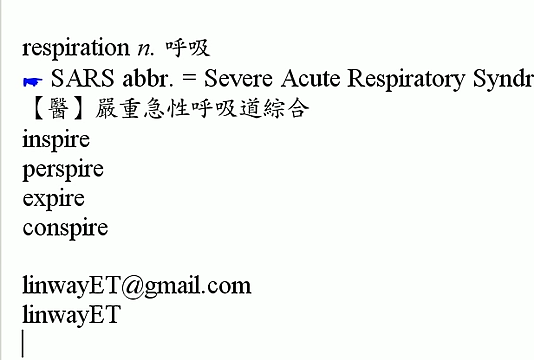 respiration n. 呼吸
☛ SARS abbr. = Severe Acute Respiratory Syndr
【醫】嚴重急性呼吸道綜合
inspire
perspire
expire
conspire
linwayET@gmail.com
linwayET